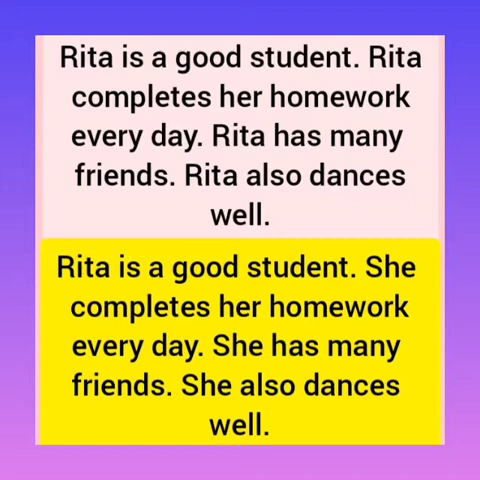 Rita is a good student. Rita
completes her homework
every day. Rita has many
friends. Rita also dances
well.
Rita is a good student. She
completes her homework
every day. She has many
friends. She also dances
well.